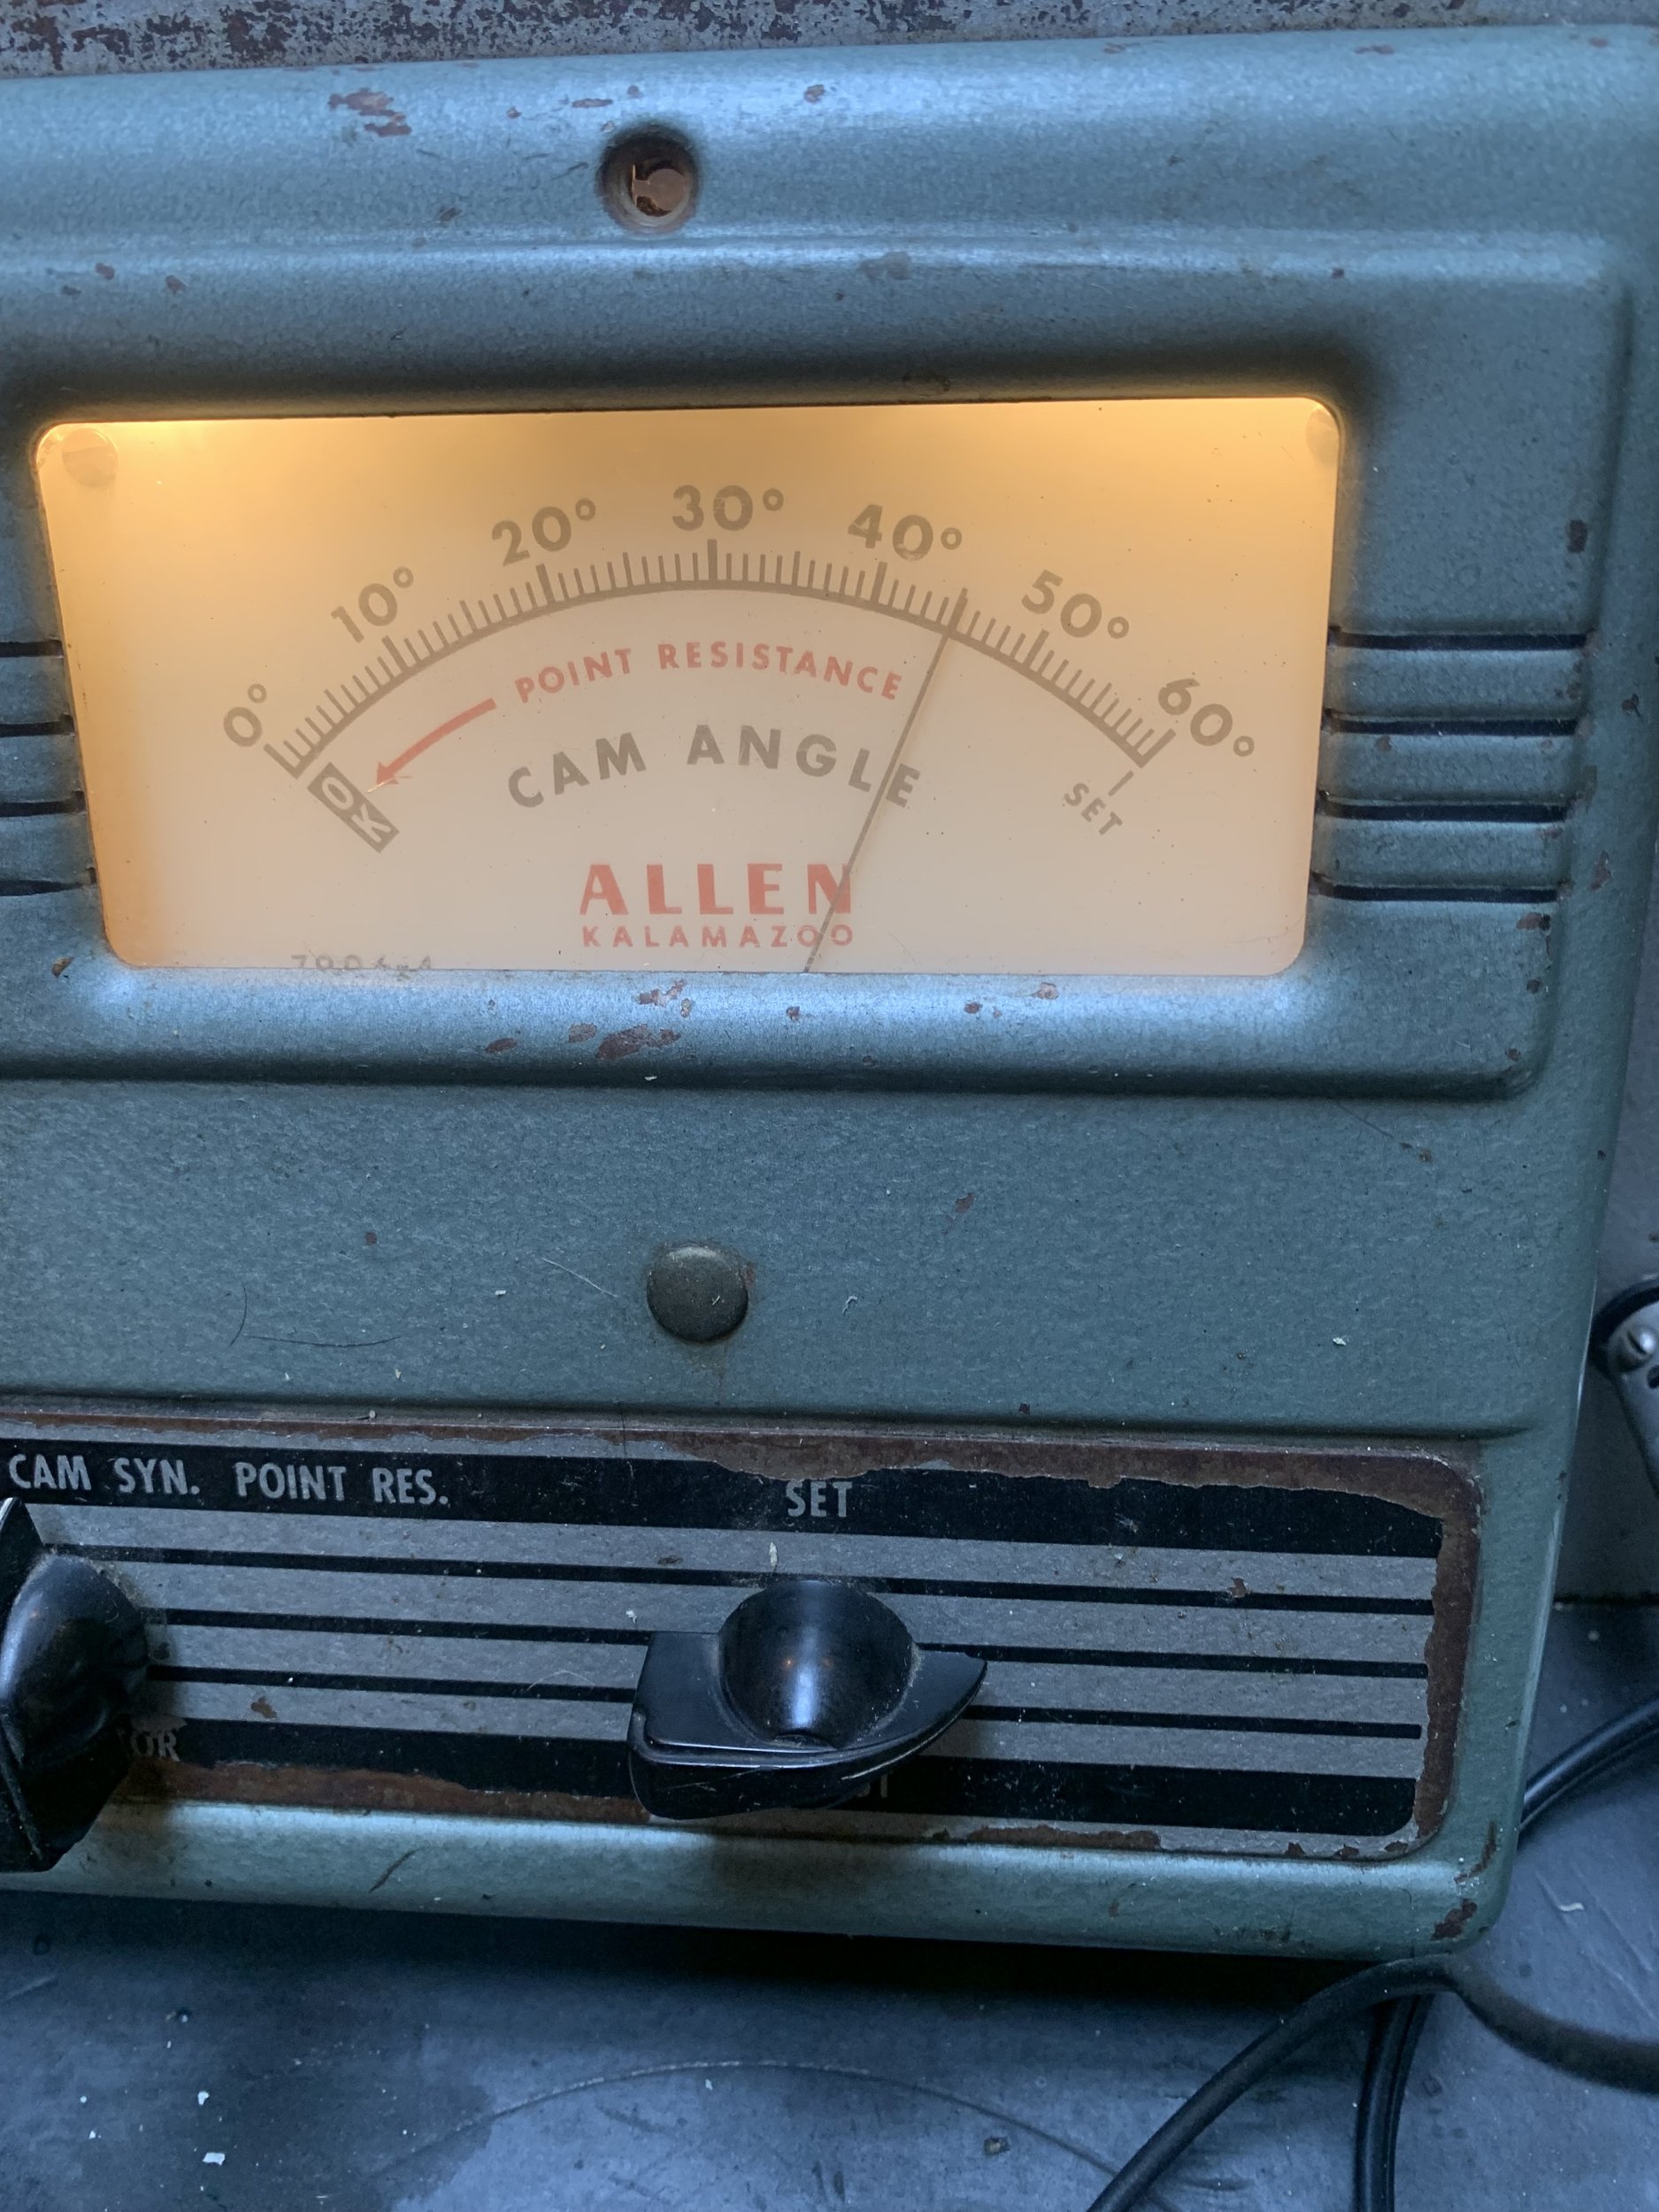 0° 10° 20° 30° 40° 50° 60°
POINT RESISTANCE
OK
CAM ANGLE
SET
ALLEN
KALAMAZOO
CAM SYN. POINT RES. SET
OR